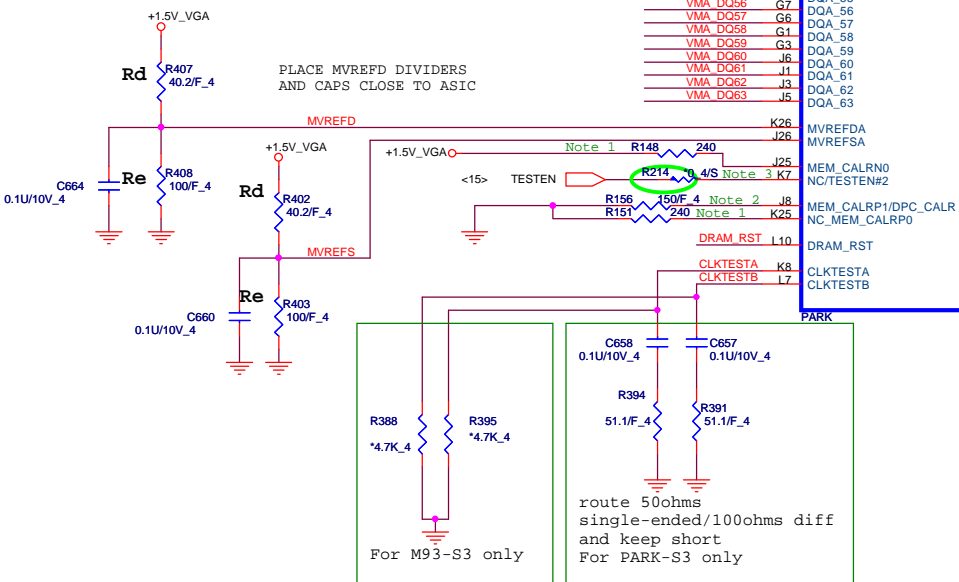 +1.5V_VGA
Rd
R407
40.2/F_4
PLACE MVREFD DIVIDERS
AND CAPS CLOSE TO ASIC
MVREFD
C664
0.1U/10V_4
Re
R408
100/F_4
+1.5V_VGA
Rd
R402
40.2/F_4
MVREFS
Re
C660
0.1U/10V_4
R403
100/F_4
VMA_DQ56 G7 DQA_56
VMA_DQ57 G6 DQA_57
VMA_DQ58 G1 DQA_58
VMA_DQ59 G3 DQA_59
VMA_DQ60 J6 DQA_60
VMA_DQ61 J1 DQA_61
VMA_DQ62 J3 DQA_62
VMA_DQ63 J5 DQA_63
K26 MVREFDA
J26 MVREFSA
+1.5V_VGA Note 1 R148 240
J25 MEM_CALRN0
<15> TESTEN R214 *0_4/S Note 3 K7 NC/TESTEN#2
R156 150/F_4 Note 2 J8 MEM_CALRP1/DPC_CALR
R151 240 Note 1 K25 NC_MEM_CALRP0
DRAM_RST L10 DRAM_RST
CLKTESTA K8 CLKTESTA
CLKTESTB L7 CLKTESTB
PARK
C658
0.1U/10V_4
C657
0.1U/10V_4
R394
51.1/F_4
R391
51.1/F_4
R388
*4.7K_4
R395
*4.7K_4
For M93-S3 only
route 50ohms
single-ended/100ohms diff
and keep short
For PARK-S3 only